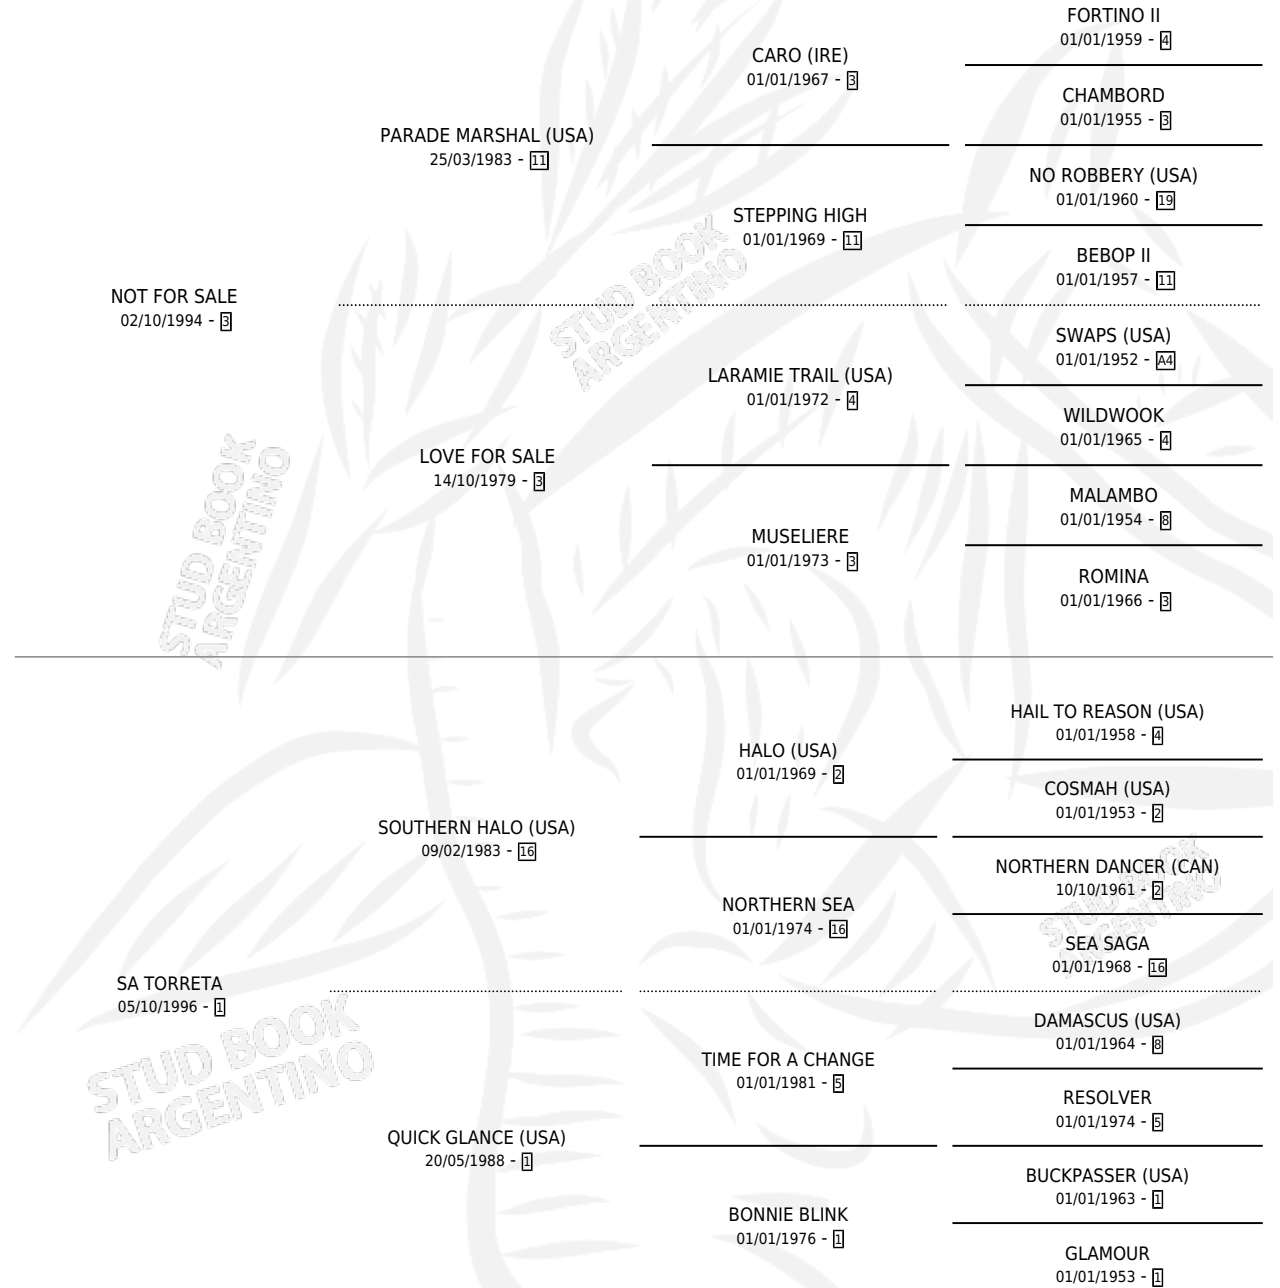 FORTINO II
01/01/1959 - 4
CARO (IRE)
01/01/1967 - 3
CHAMBORD
01/01/1955 - 3
PARADE MARSHAL (USA)
25/03/1983 - 11
NO ROBBERY (USA)
01/01/1960 - 19
STEPPING HIGH
01/01/1969 - 11
BEBOP II
01/01/1957 - 11
NOT FOR SALE
02/10/1994 - 3
STUD BOOK
ARGENTINO
SWAPS (USA)
01/01/1952 - A4
LARAMIE TRAIL (USA)
01/01/1972 - 4
WILDWOOK
01/01/1965 - 4
LOVE FOR SALE
14/10/1979 - 3
MALAMBO
01/01/1954 - 8
MUSELIERE
01/01/1973 - 3
ROMINA
01/01/1966 - 3
STUD BOOK
ARGENTINO
HAIL TO REASON (USA)
01/01/1958 - 4
HALO (USA)
01/01/1969 - 2
COSMAH (USA)
01/01/1953 - 2
SOUTHERN HALO (USA)
09/02/1983 - 16
NORTHERN DANCER (CAN)
10/10/1961 - 2
STUD BOOK
ARGENTINO
NORTHERN SEA
01/01/1974 - 16
SEA SAGA
01/01/1968 - 16
SA TORRETA
05/10/1996 - 1
DAMASCUS (USA)
01/01/1964 - 8
STUD BOOK
ARGENTINO
TIME FOR A CHANGE
01/01/1981 - 5
RESOLVER
01/01/1974 - 5
QUICK GLANCE (USA)
20/05/1988 - 1
BUCKPASSER (USA)
01/01/1963 - 1
BONNIE BLINK
01/01/1976 - 1
GLAMOUR
01/01/1953 - 1